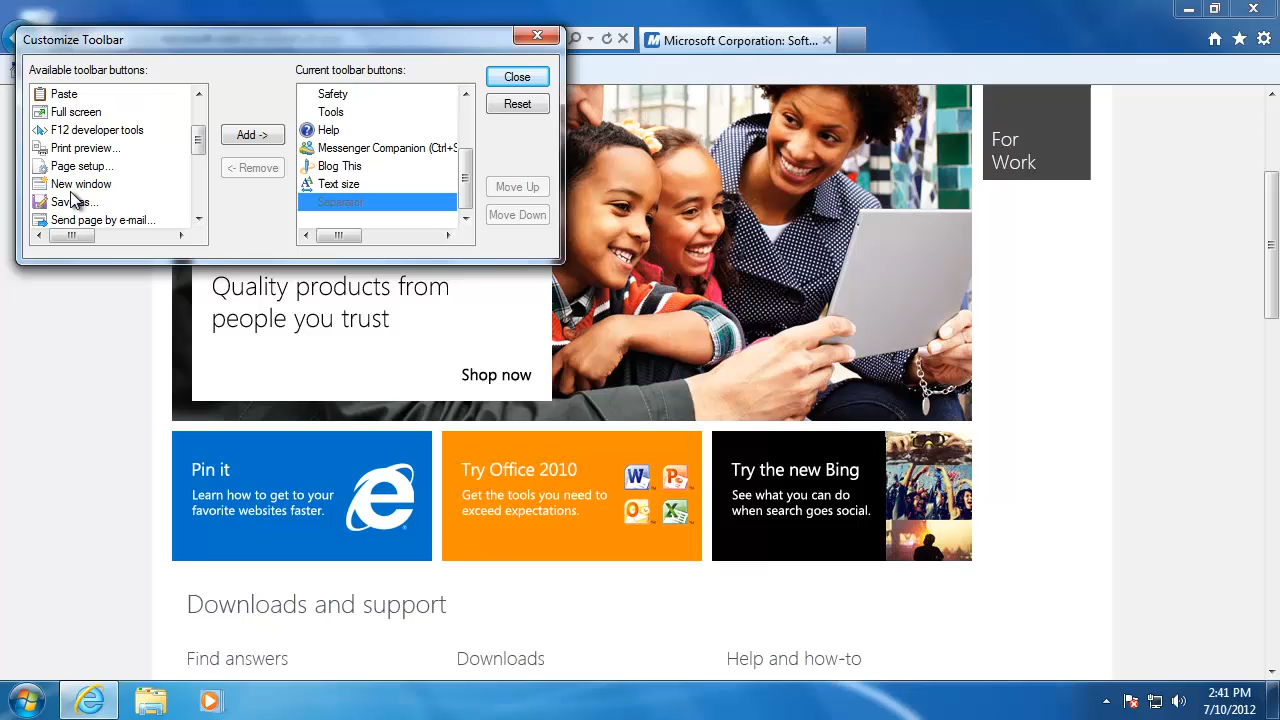 Customize Toolbar
Microsoft Corporation: Soft...
Available toolbar buttons:
Current toolbar buttons:
Close
Paste
Full screen
F12 developer tools
Print preview...
Page setup...
New window
Send page by e-mail...
Add ->
<- Remove
Safety
Tools
Help
Messenger Companion (Ctrl+S
Blog This
Text size
Separator
Reset
Move Up
Move Down
For
Work
Quality products from
people you trust
Shop now
Pin it
Learn how to get to your
favorite websites faster.
Try Office 2010
Get the tools you need to
exceed expectations.
Try the new Bing
See what you can do
when search goes social.
Downloads and support
Find answers
Downloads
Help and how-to
2:41 PM
7/10/2012